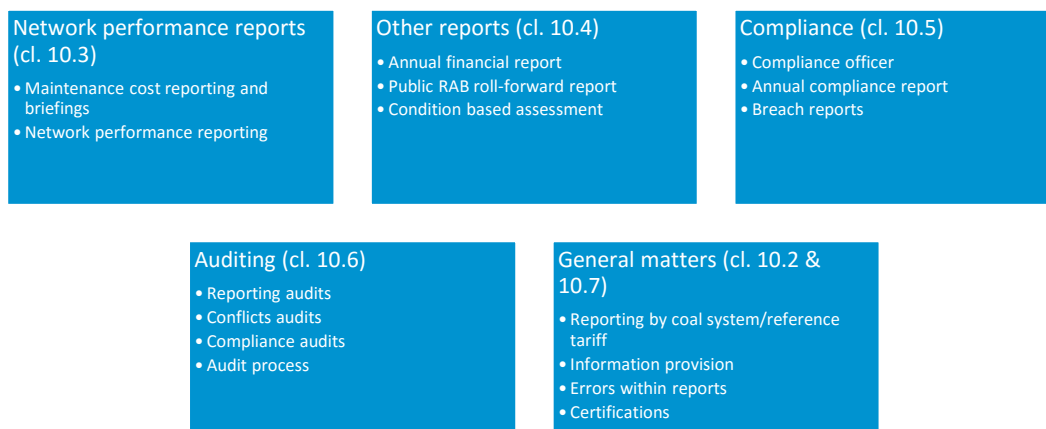 Network performance reports
(cl. 10.3)
• Maintenance cost reporting and
briefings
• Network performance reporting
Other reports (cl. 10.4)
• Annual financial report
• Public RAB roll-forward report
• Condition based assessment
Compliance (cl. 10.5)
• Compliance officer
• Annual compliance report
• Breach reports
Auditing (cl. 10.6)
• Reporting audits
• Conflicts audits
• Compliance audits
• Audit process
General matters (cl. 10.2 &
10.7)
• Reporting by coal system/reference
tariff
• Information provision
• Errors within reports
• Certifications